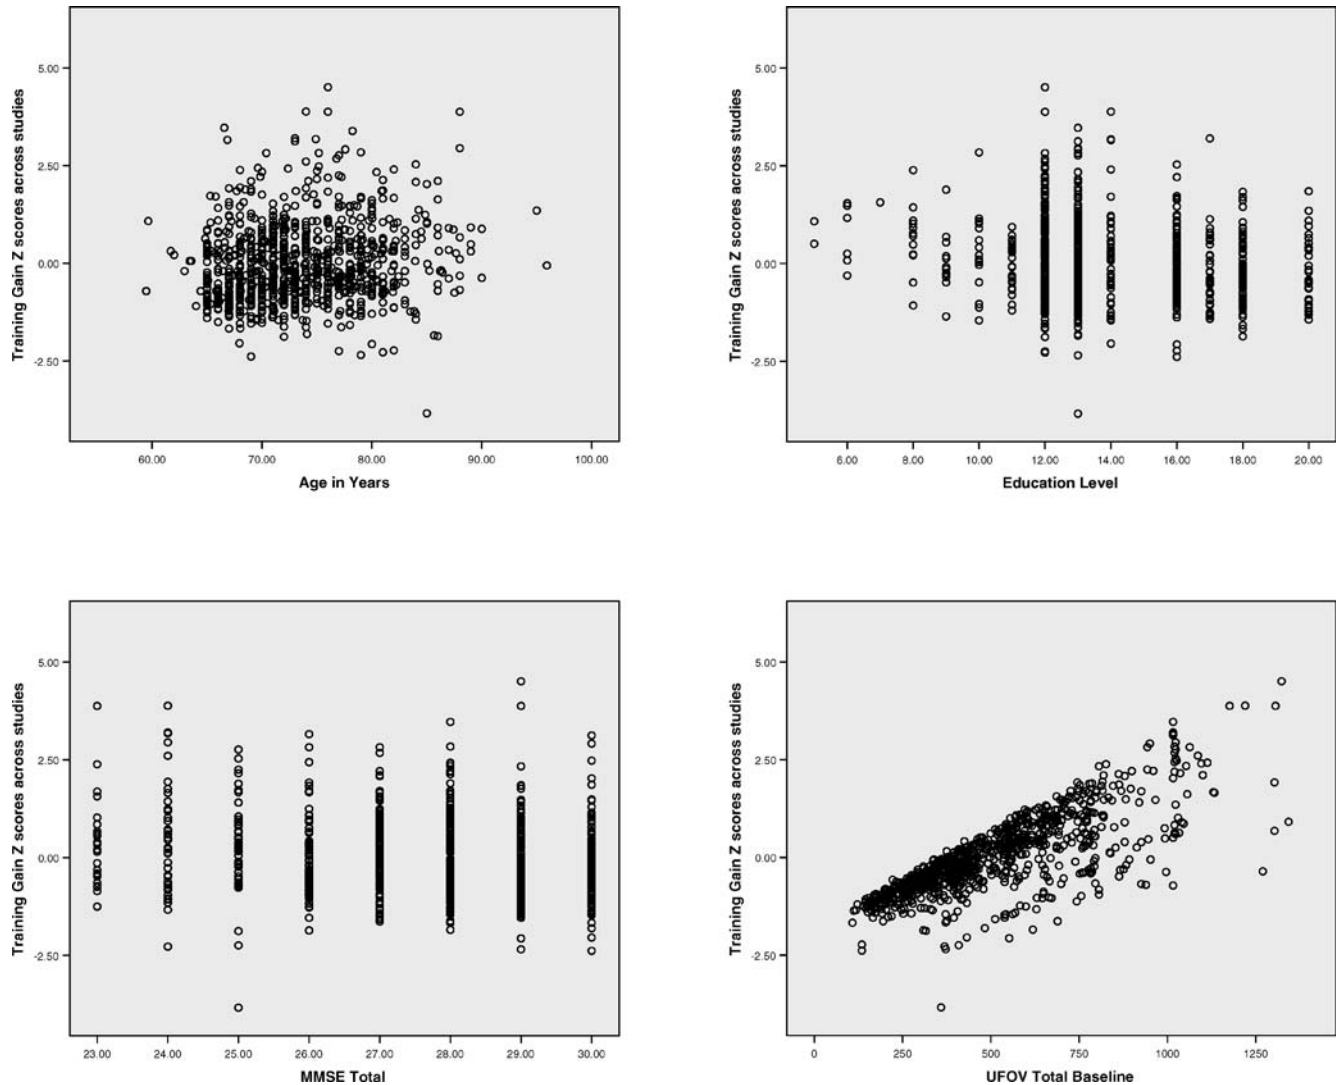 Training Gain Z scores across studies
5.00
2.50
0.00
-2.50
60.00 70.00 80.00 90.00 100.00
Age in Years
Training Gain Z scores across studies
5.00
2.50
0.00
-2.50
6.00 8.00 10.00 12.00 14.00 16.00 18.00 20.00
Education Level
Training Gain Z scores across studies
5.00
2.50
0.00
-2.50
23.00 24.00 25.00 26.00 27.00 28.00 29.00 30.00
MMSE Total
Training Gain Z scores across studies
5.00
2.50
0.00
-2.50
0 250 500 750 1000 1250
UFOV Total Baseline